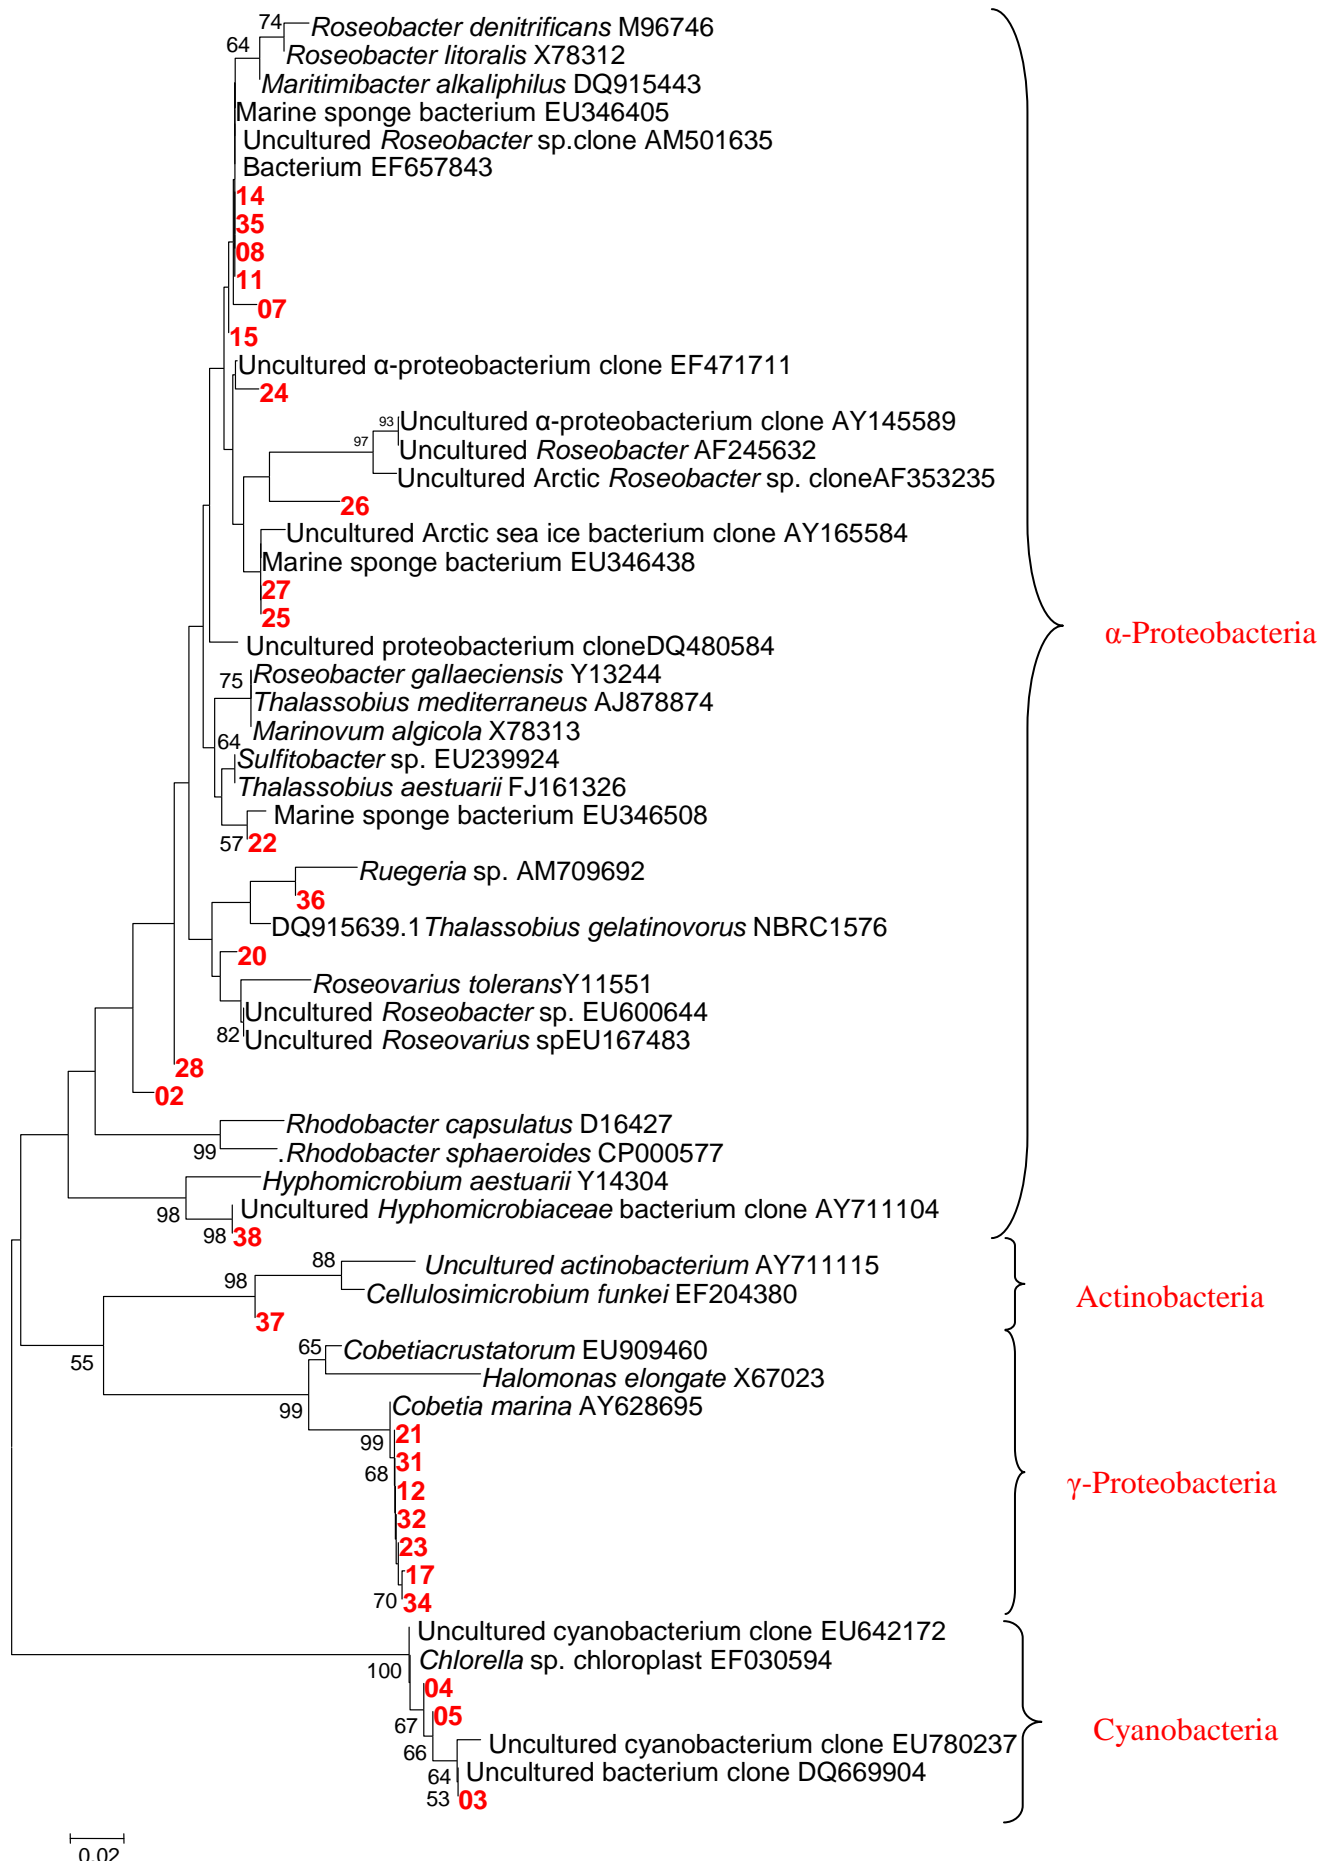 74 Roseobacter denitrificans M96746
64 Roseobacter litoralis X78312
Maritimibacter alkaliphilus DQ915443
Marine sponge bacterium EU346405
Uncultured Roseobacter sp.clone AM501635
Bacterium EF657843
14
35
08
11
07
15
Uncultured α-proteobacterium clone EF471711
24
93 Uncultured α-proteobacterium clone AY145589
97 Uncultured Roseobacter AF245632
Uncultured Arctic Roseobacter sp. cloneAF353235
26
Uncultured Arctic sea ice bacterium clone AY165584
Marine sponge bacterium EU346438
27
25
α-Proteobacteria
Uncultured proteobacterium cloneDQ480584
75 Roseobacter gallaeciensis Y13244
Thalassobius mediterraneus AJ878874
Marinovum algicola X78313
64
Sulfitobacter sp. EU239924
Thalassobius aestuarii FJ161326
Marine sponge bacterium EU346508
57 22
Ruegeria sp. AM709692
36
DQ915639.1Thalassobius gelatinovorus NBRC1576
20
Roseovarius toleransY11551
Uncultured Roseobacter sp. EU600644
82 Uncultured Roseovarius spEU167483
28
02
Rhodobacter capsulatus D16427
99 .Rhodobacter sphaeroides CP000577
Hyphomicrobium aestuarii Y14304
98 Uncultured Hyphomicrobiaceae bacterium clone AY711104
98 38
88 Uncultured actinobacterium AY711115
98 Cellulosimicrobium funkei EF204380
Actinobacteria
37
55
65 Cobetiacrustatorum EU909460
Halomonas elongate X67023
99 Cobetia marina AY628695
99 21
68 31
γ-Proteobacteria
12
32
23
17
70 34
Uncultured cyanobacterium clone EU642172
100 Chlorella sp. chloroplast EF030594
04
67 05
Cyanobacteria
66 Uncultured cyanobacterium clone EU780237
64 Uncultured bacterium clone DQ669904
53 03
0.02